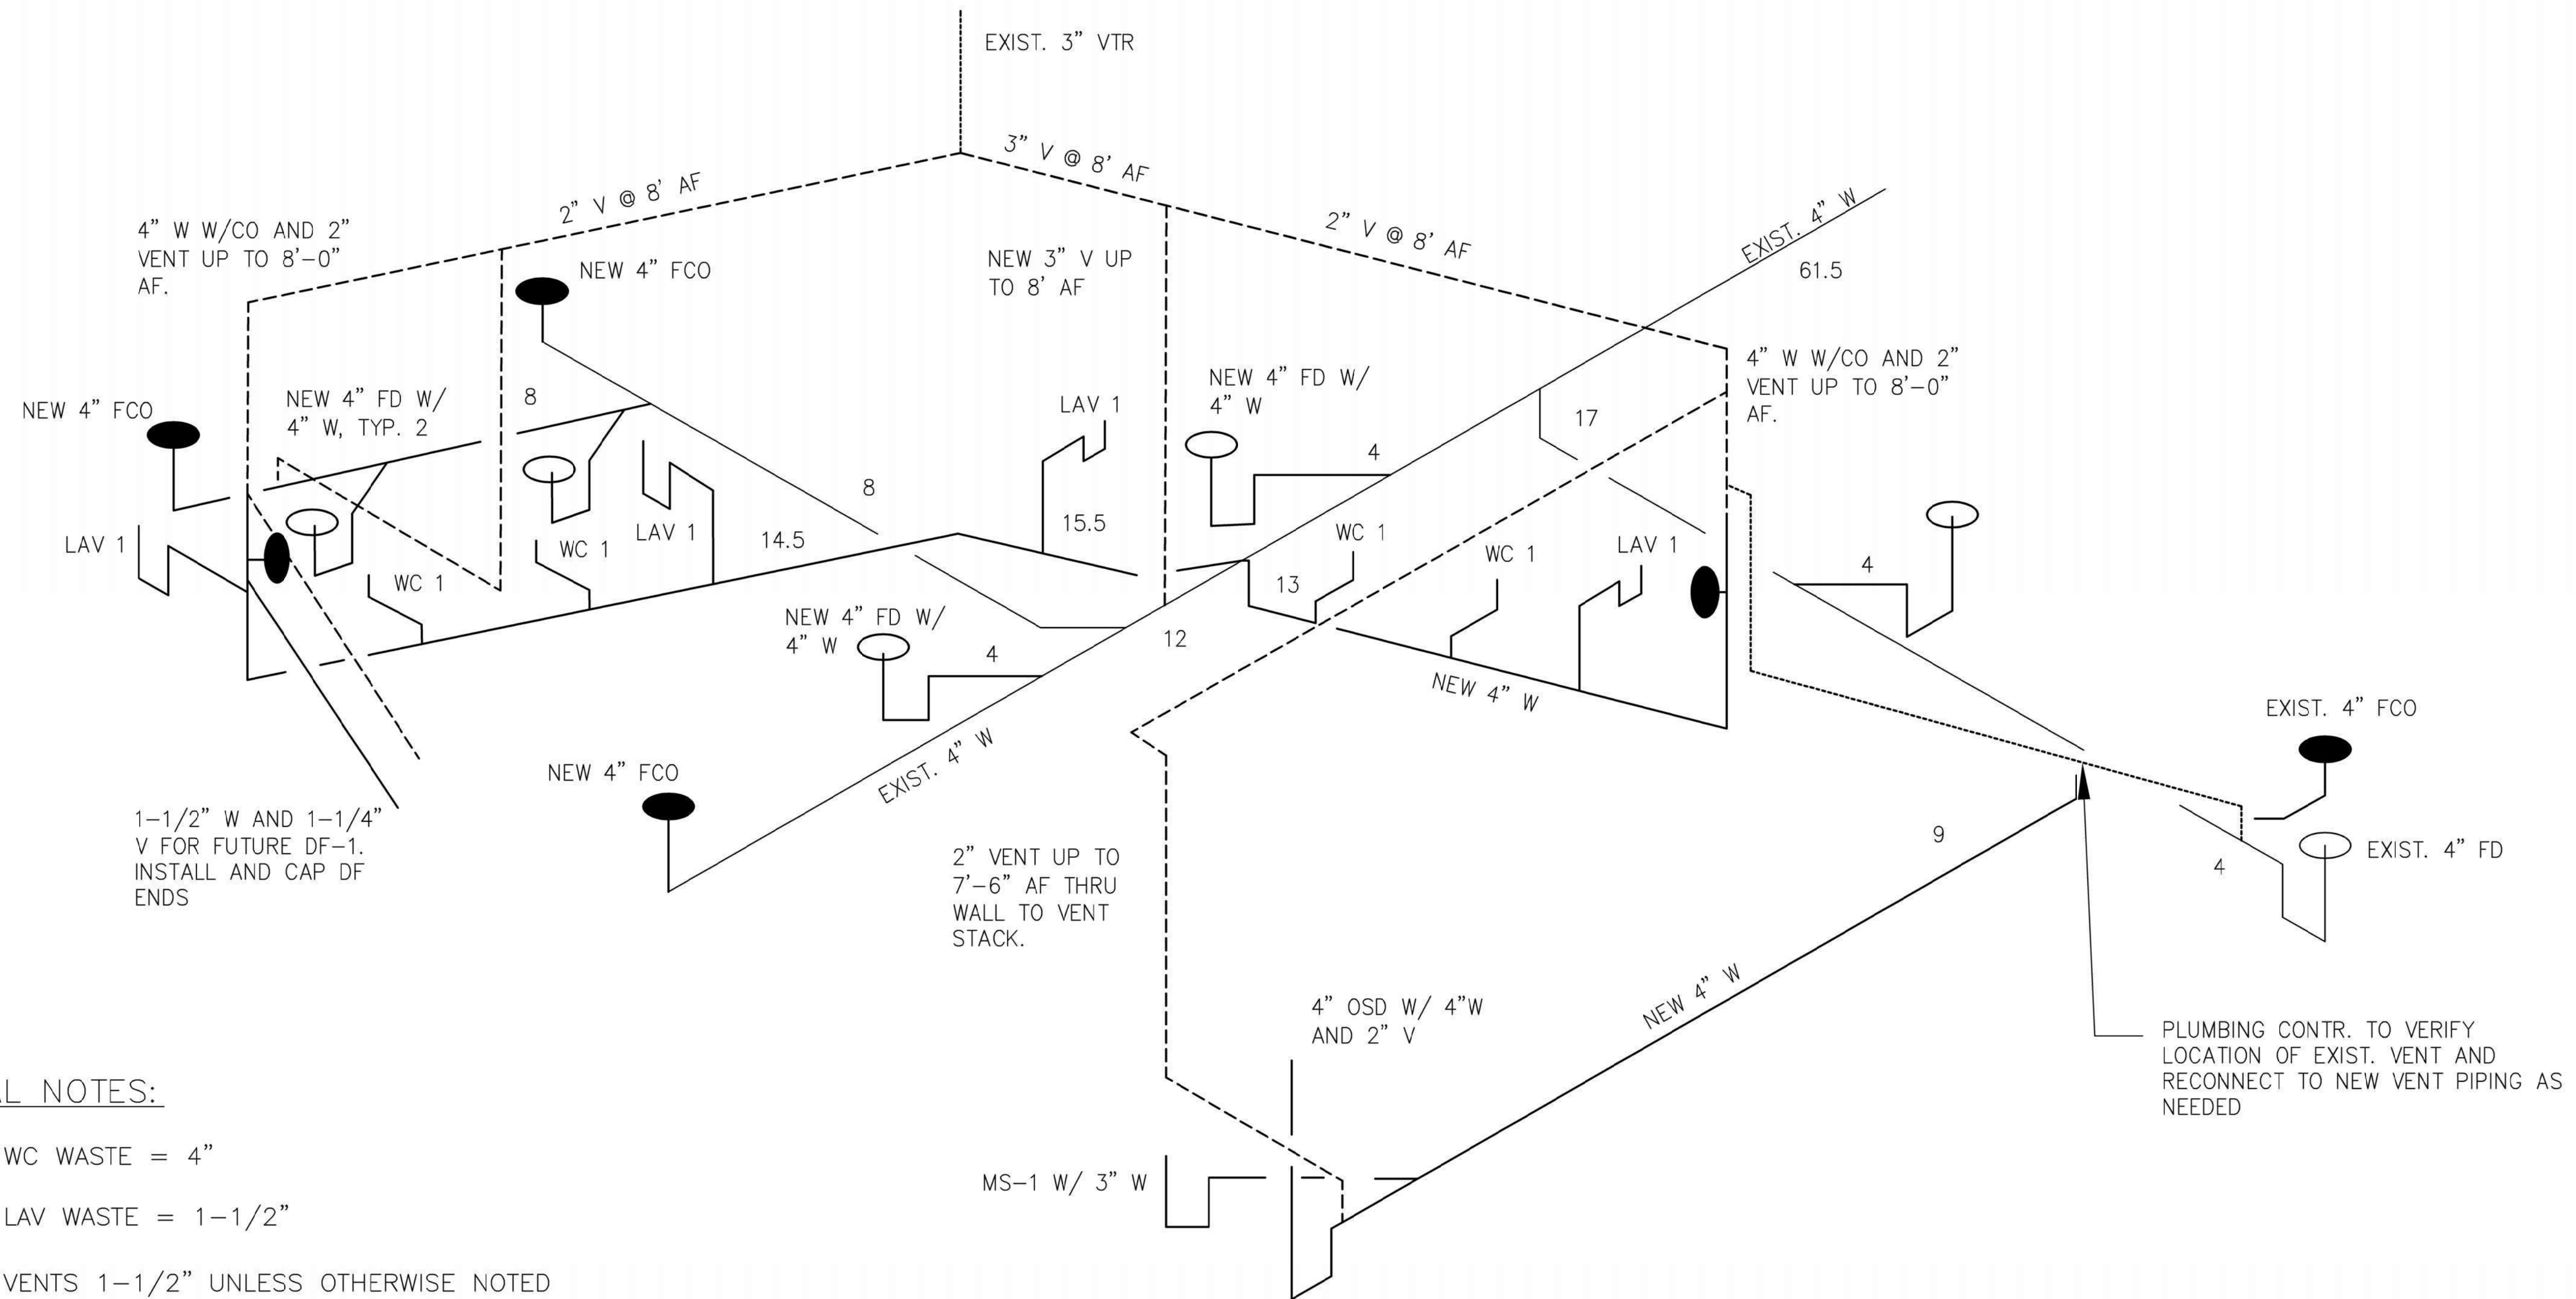 EXIST. 3” VTR
3” V @ 8’ AF
2” V @ 8’ AF
4” W W/CO AND 2”
VENT UP TO 8’-0”
AF.
NEW 4” FCO
NEW 3” V UP
TO 8’ AF
2” V @ 8’ AF
EXIST. 4” W
61.5
NEW 4” FCO
NEW 4” FD W/
4” W, TYP. 2
8
LAV 1
NEW 4” FD W/
4” W
4” W W/CO AND 2”
VENT UP TO 8’-0”
AF.
17
4
8
LAV 1
WC 1
WC 1
LAV 1
14.5
15.5
WC 1
13
WC 1
LAV 1
4
NEW 4” FD W/
4” W
4
12
NEW 4” W
EXIST. 4” W
NEW 4” FCO
EXIST. 4” FCO
1-1/2” W AND 1-1/4”
V FOR FUTURE DF-1.
INSTALL AND CAP DF
ENDS
2” VENT UP TO
7’-6” AF THRU
WALL TO VENT
STACK.
9
4
EXIST. 4” FD
NEW 4” W
4” OSD W/ 4”W
AND 2” V
PLUMBING CONTR. TO VERIFY
LOCATION OF EXIST. VENT AND
RECONNECT TO NEW VENT PIPING AS
NEEDED
MS-1 W/ 3” W
L NOTES:
WC WASTE = 4”
LAV WASTE = 1-1/2”
VENTS 1-1/2” UNLESS OTHERWISE NOTED